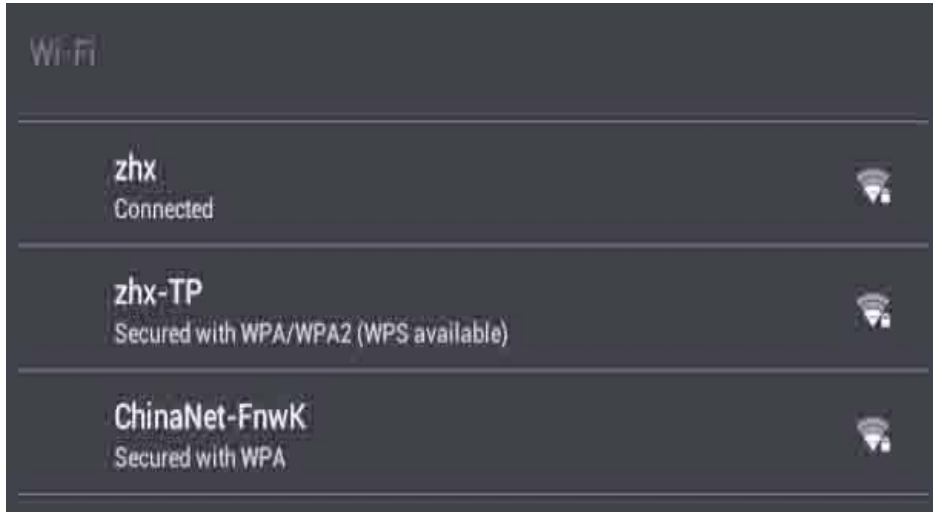 Wi-Fi
zhx
Connected
zhx-TP
Secured with WPA/WPA2 (WPS available)
ChinaNet-FnwK
Secured with WPA